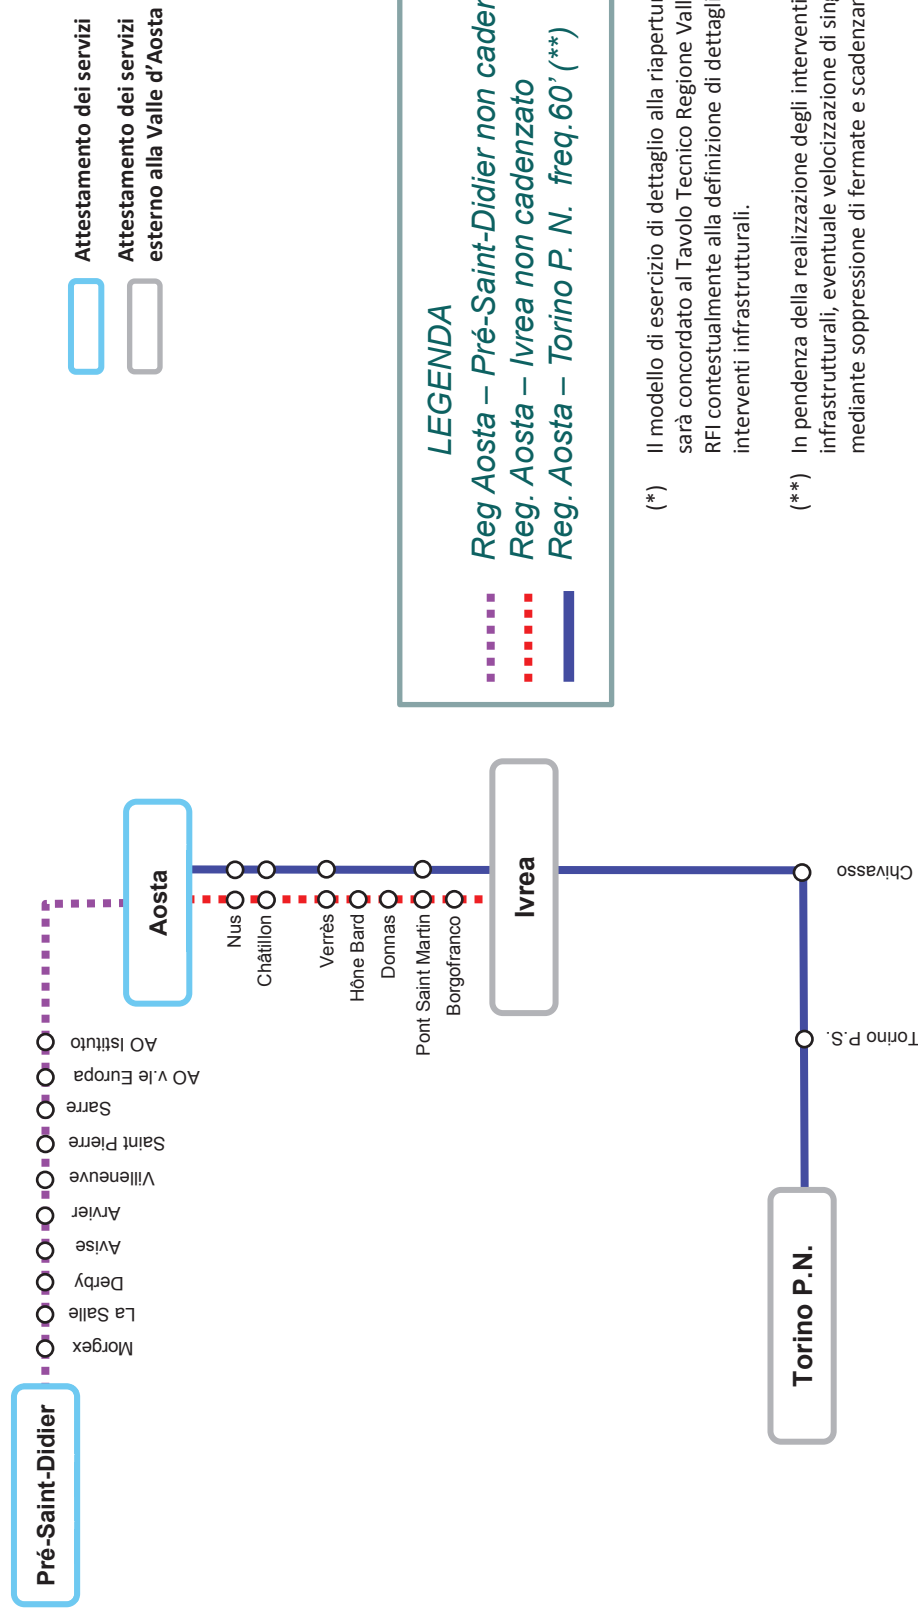 Attestamento dei servizi
Attestamento dei servizi
esterno alla Valle d'Aosta
Pré-Saint-Didier
Morgex
La Salle
Derby
Avise
Arvier
Villeneuve
Saint Pierre
Sarre
AO v.le Europa
AO Istituto
Aosta
Nus
Châtillon
Verrès
Hône Bard
Donnas
Pont Saint Martin
Borgofranco
Ivrea
Chivasso
Torino P.S.
Torino P.N.
LEGENDA
Reg Aosta – Pré-Saint-Didier non caden
Reg. Aosta – Ivrea non cadenzato
Reg. Aosta – Torino P. N. freq.60' (**)
(*) Il modello di esercizio di dettaglio alla riapertur
sarà concordato al Tavolo Tecnico Regione Vall
RFI contestualmente alla definizione di dettagli
interventi infrastrutturali.
(**) In pendenza della realizzazione degli interventi
infrastrutturali, eventuale velocizzazione di sing
mediante soppressione di fermate e scadenzar